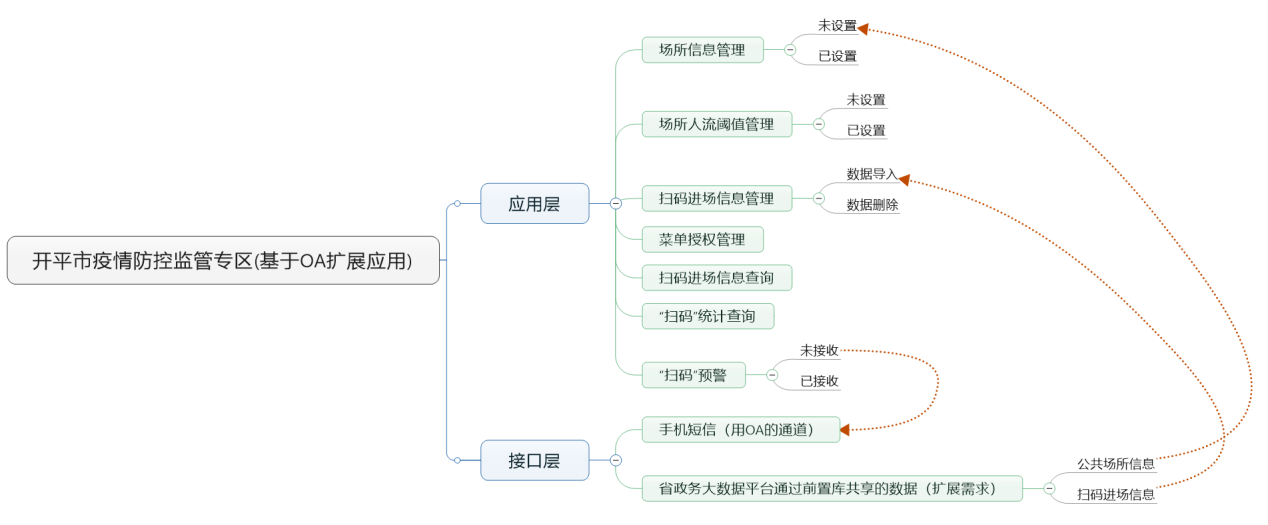 开平市疫情防控监管专区(基于OA扩展应用)
应用层
场所信息管理
未设置
已设置
场所人流阈值管理
未设置
已设置
扫码进场信息管理
数据导入
数据删除
菜单授权管理
扫码进场信息查询
“扫码”统计查询
“扫码”预警
未接收
已接收
接口层
手机短信（用OA的通道）
省政务大数据平台通过前置库共享的数据（扩展需求）
公共场所信息
扫码进场信息